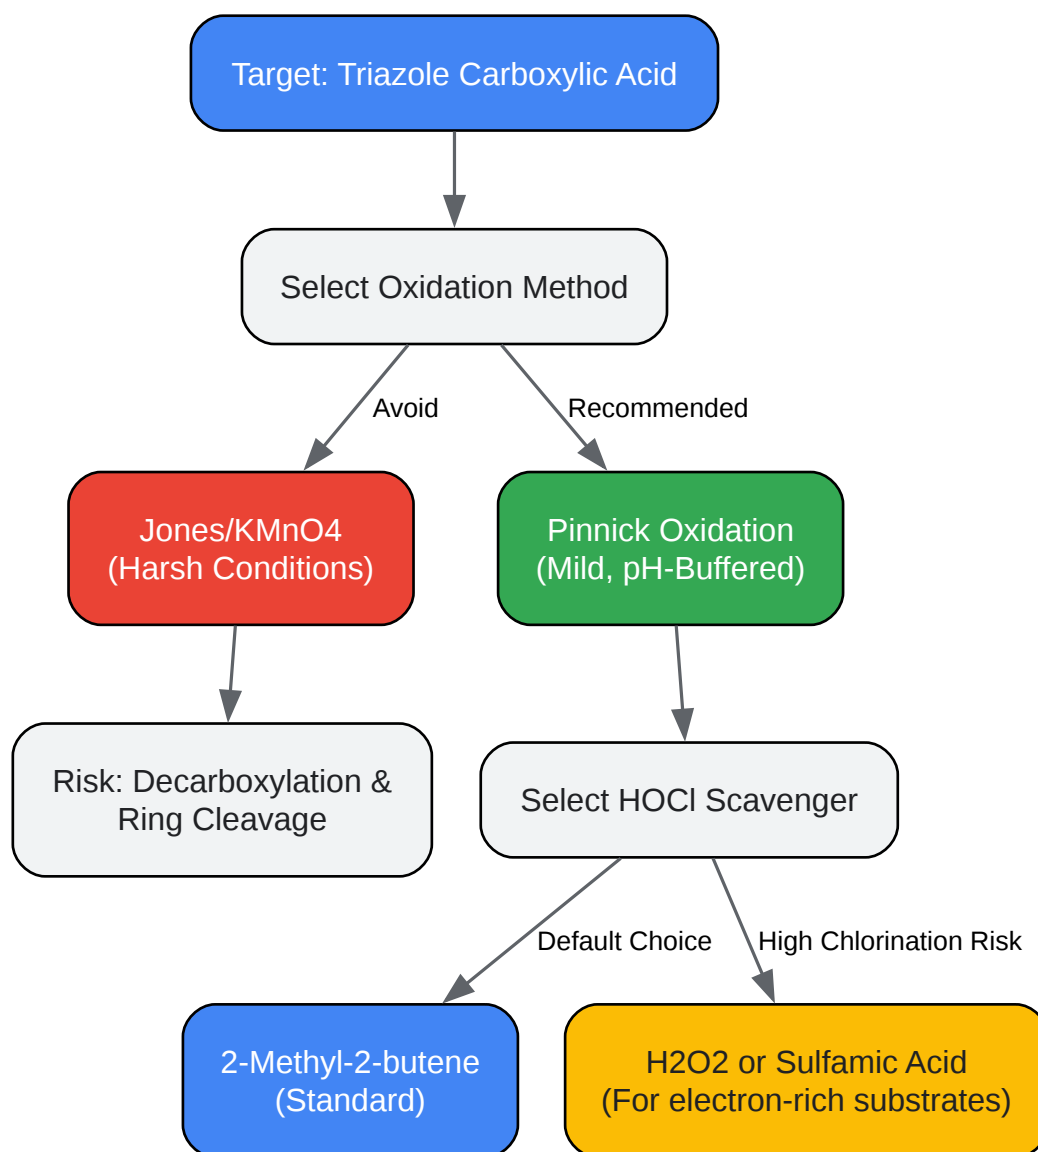 Target: Triazole Carboxylic Acid
Select Oxidation Method
Avoid
Recommended
Jones/KMnO4
(Harsh Conditions)
Pinnick Oxidation
(Mild, pH-Buffered)
Risk: Decarboxylation &
Ring Cleavage
Select HOCl Scavenger
Default Choice
High Chlorination Risk
2-Methyl-2-butene
(Standard)
H2O2 or Sulfamic Acid
(For electron-rich substrates)